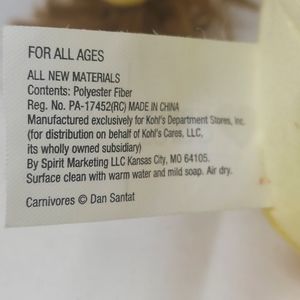 FOR ALL AGES
ALL NEW MATERIALS
Contents: Polyester Fiber
Reg. No. PA-17452(RC) MADE IN CHINA
Manufactured exclusively for Kohl's Department Stores, Inc.
(for distribution on behalf of Kohl's Cares, LLC,
its wholly owned subsidiary)
By Spirit Marketing LLC Kansas City, MO 64105.
Surface clean with warm water and mild soap. Air dry.
Carnivores © Dan Santat